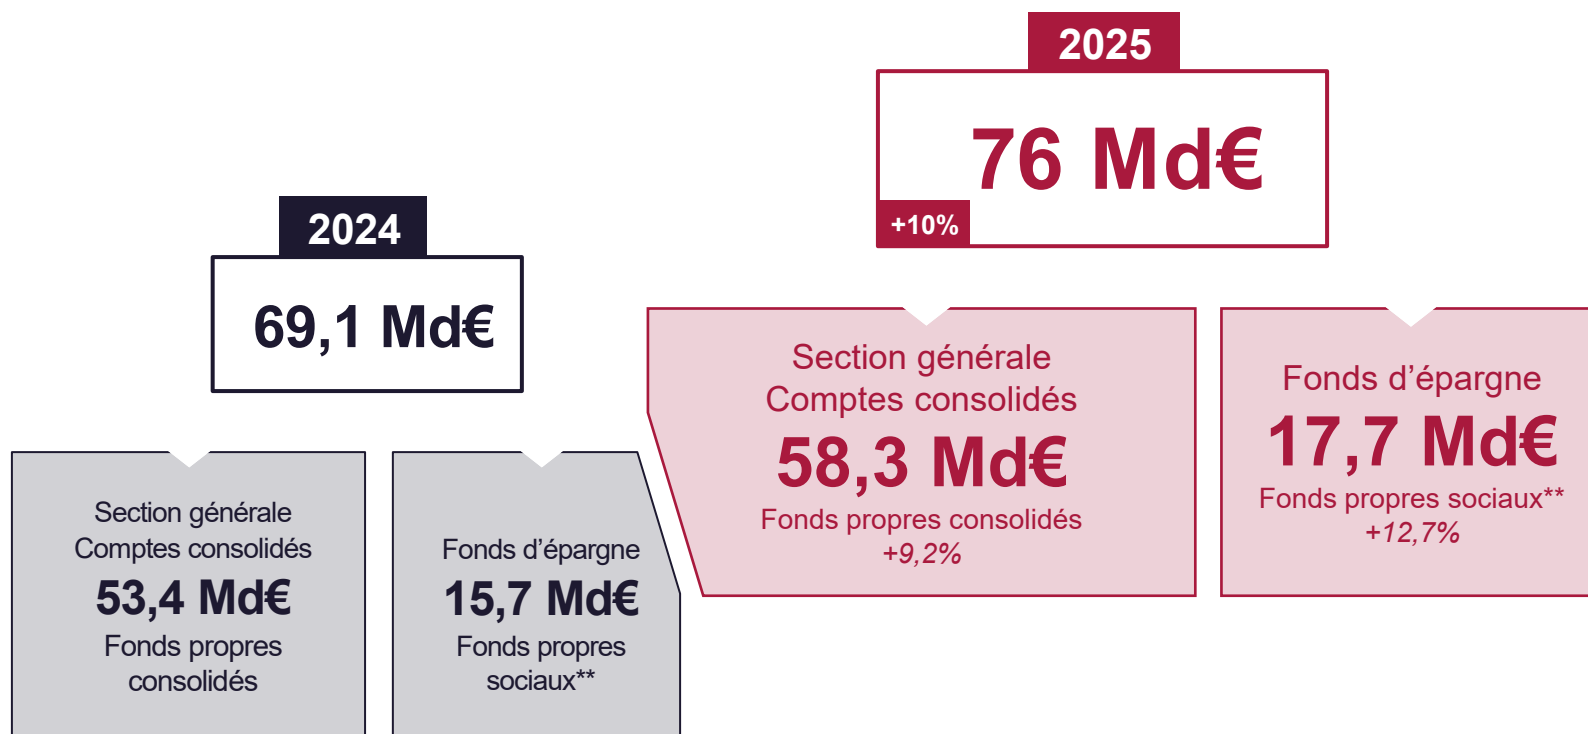 2024
69,1 Md€
Section générale
Comptes consolidés
53,4 Md€
Fonds propres
consolidés
Fonds d’épargne
15,7 Md€
Fonds propres
sociaux**
2025
76 Md€
+10%
Section générale
Comptes consolidés
58,3 Md€
Fonds propres consolidés
+9,2%
Fonds d’épargne
17,7 Md€
Fonds propres sociaux**
+12,7%